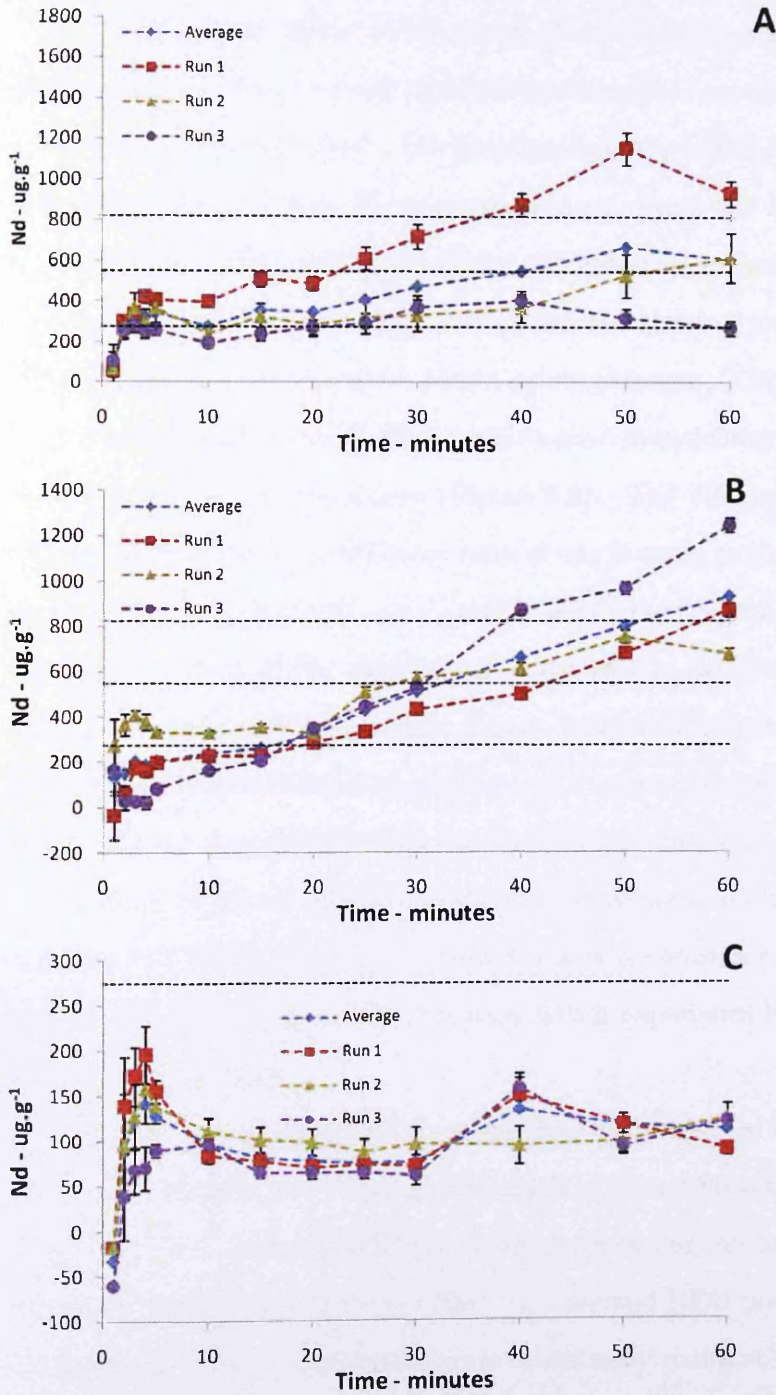 A
1800
1600
1400
1200
1000
800
600
400
200
0
Nd - ug.g⁻¹
Average
Run 1
Run 2
Run 3
0 10 20 30 40 50 60
Time - minutes
B
1400
1200
1000
800
600
400
200
0
-200
Nd - ug.g⁻¹
Average
Run 1
Run 2
Run 3
0 10 20 30 40 50 60
Time - minutes
C
300
250
200
150
100
50
0
-50
-100
Nd - ug.g⁻¹
Average
Run 1
Run 2
Run 3
0 10 20 30 40 50 60
Time - minutes